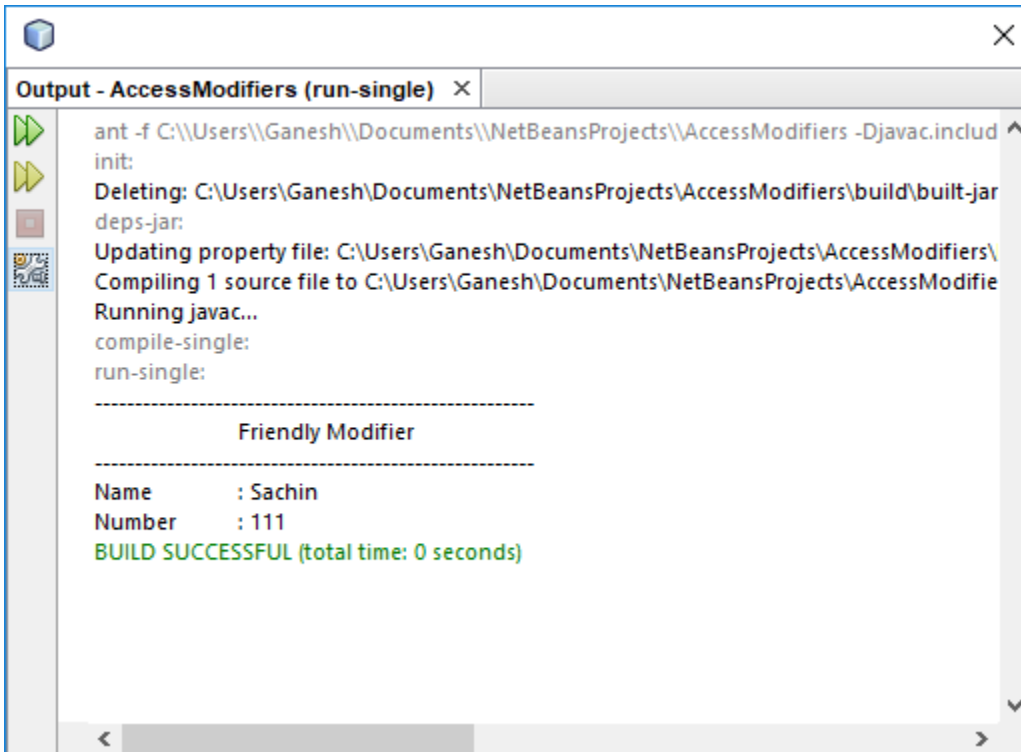 Output - AccessModifiers (run-single)
ant -f C:\\Users\\Ganesh\\Documents\\NetBeansProjects\\AccessModifiers -Djavac.includ
init:
Deleting: C:\Users\Ganesh\Documents\NetBeansProjects\AccessModifiers\build\built-jar
deps-jar:
Updating property file: C:\Users\Ganesh\Documents\NetBeansProjects\AccessModifiers\
Compiling 1 source file to C:\Users\Ganesh\Documents\NetBeansProjects\AccessModifie
Running javac...
compile-single:
run-single:
-------------------------------------------------------
Friendly Modifier
-------------------------------------------------------
Name : Sachin
Number : 111
BUILD SUCCESSFUL (total time: 0 seconds)